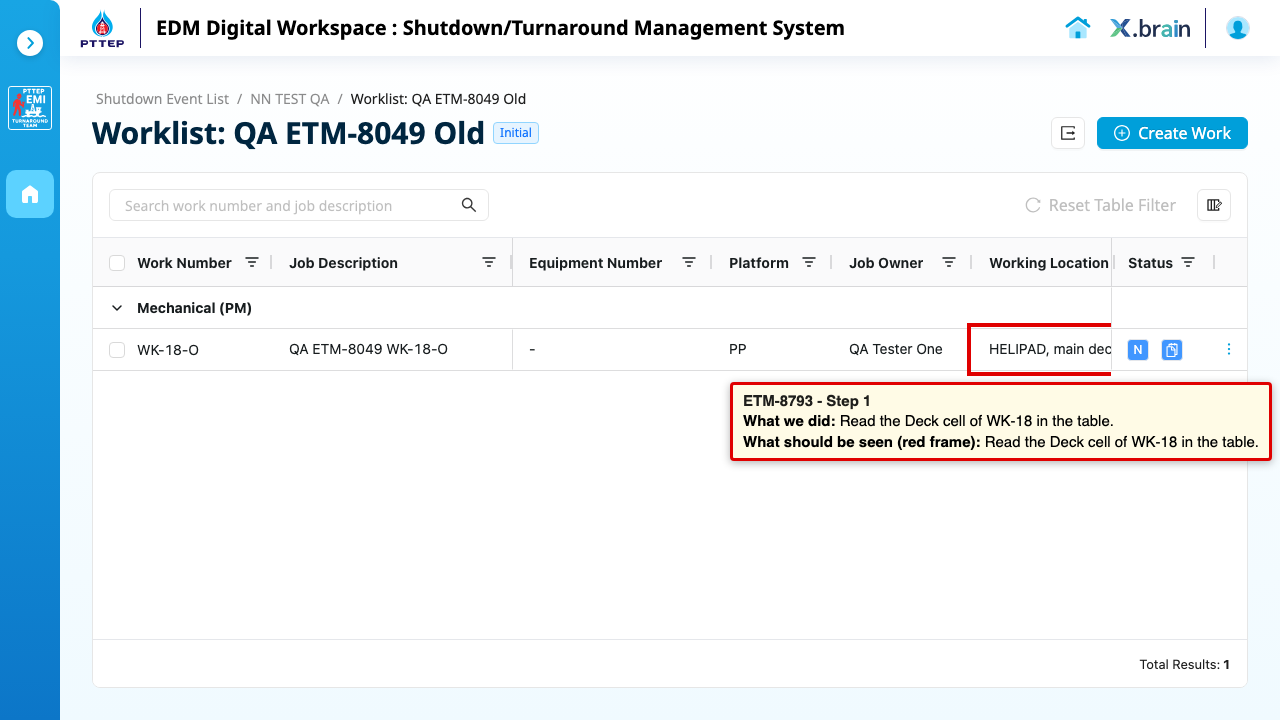 PTTEP
EDM Digital Workspace : Shutdown/Turnaround Management System
X.brain
PTTEP
EMI
TURNAROUND
TEAM
Shutdown Event List / NN TEST QA / Worklist: QA ETM-8049 Old
Worklist: QA ETM-8049 Old
Initial
Create Work
Search work number and job description
Reset Table Filter
Work Number
Job Description
Equipment Number
Platform
Job Owner
Working Location
Status
Mechanical (PM)
WK-18-O
QA ETM-8049 WK-18-O
-
PP
QA Tester One
HELIPAD, main dec
N
ETM-8793 - Step 1
What we did: Read the Deck cell of WK-18 in the table.
What should be seen (red frame): Read the Deck cell of WK-18 in the table.
Total Results: 1